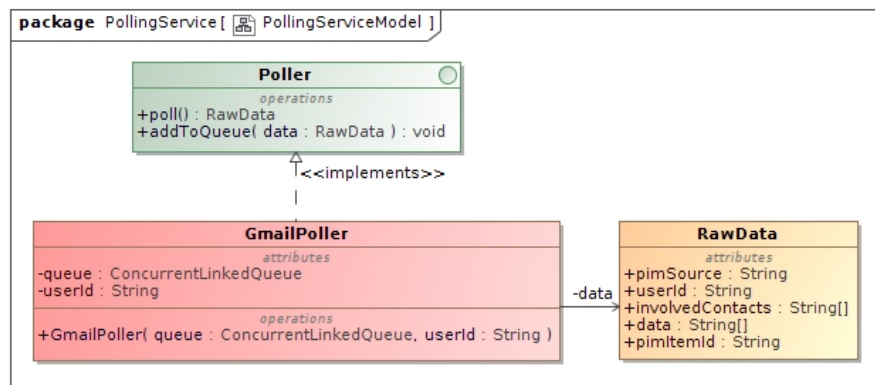 package PollingService [ PollingServiceModel ]
Poller
operations
+poll() : RawData
+addToQueue( data : RawData ) : void
<<implements>>
GmailPoller
attributes
-queue : ConcurrentLinkedQueue
-userId : String
operations
+GmailPoller( queue : ConcurrentLinkedQueue, userId : String )
-data
RawData
attributes
+pimSource : String
+userId : String
+involvedContacts : String[]
+data : String[]
+pimItemId : String